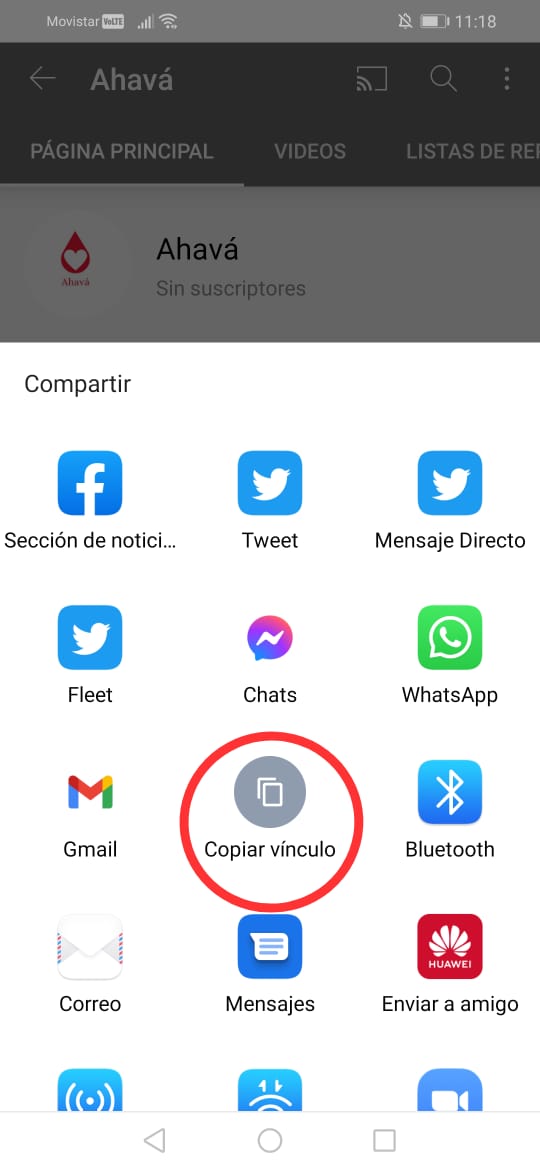 Movistar VoLTE 11:18
Ahavá
PÁGINA PRINCIPAL VIDEOS LISTAS DE REP
Ahavá
Ahavá
Sin suscriptores
Compartir
Sección de notici... Tweet Mensaje Directo
Fleet Chats WhatsApp
Gmail Copiar vínculo Bluetooth
HUAWEI
Correo Mensajes Enviar a amigo